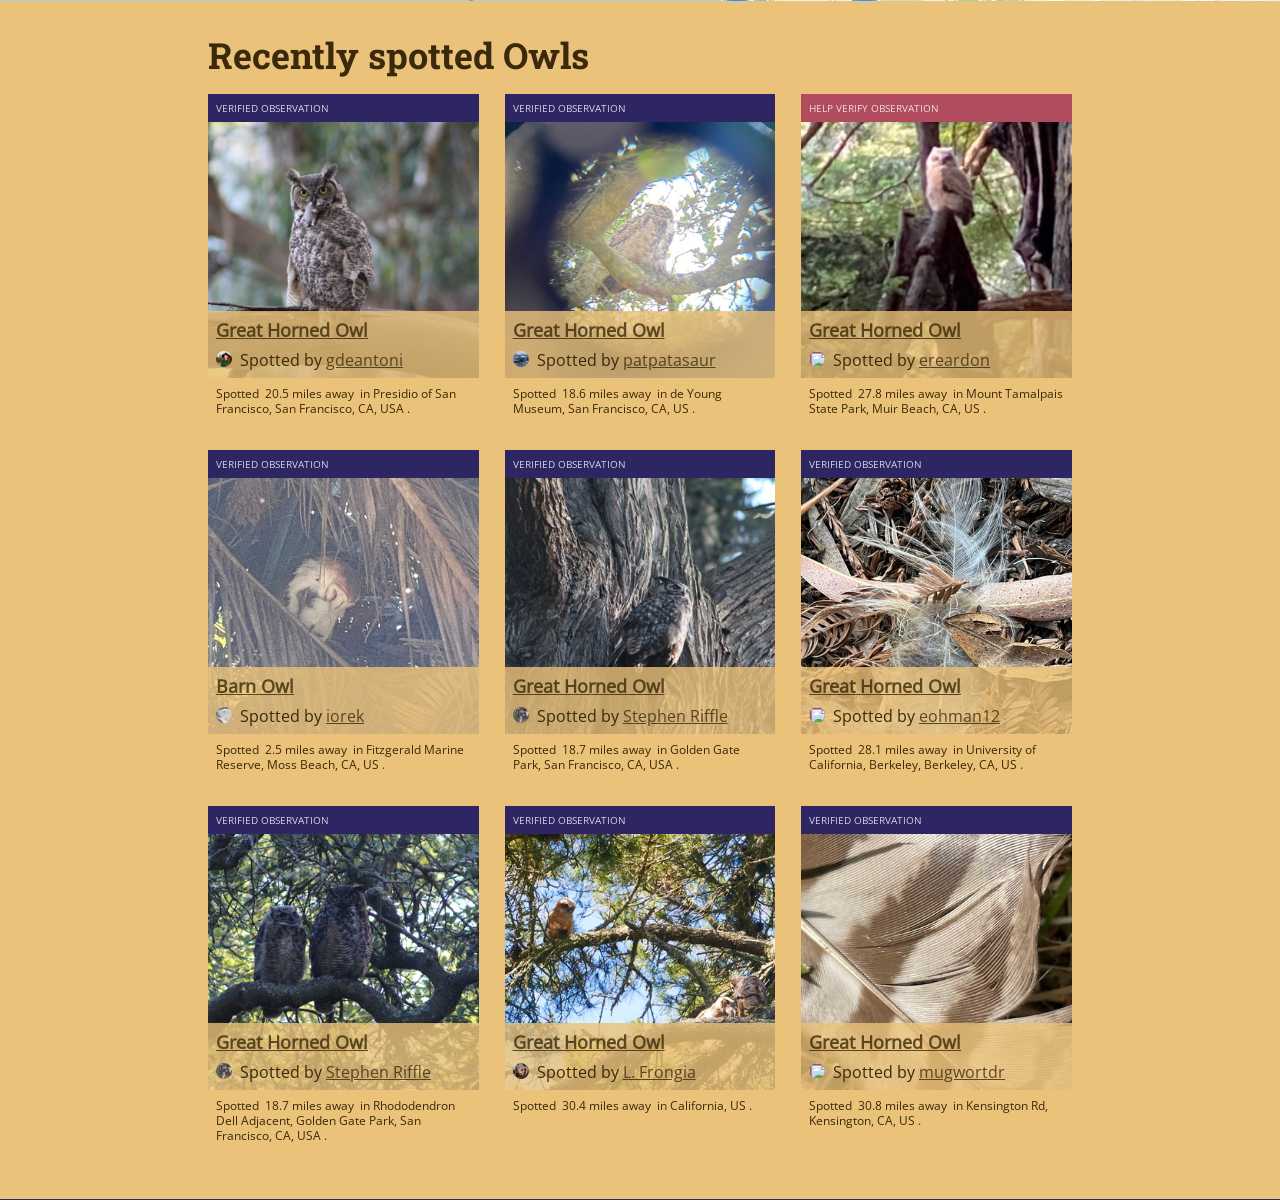 Recently spotted Owls
VERIFIED OBSERVATION
Great Horned Owl
Spotted by gdeantoni
Spotted 20.5 miles away in Presidio of San
Francisco, San Francisco, CA, USA .
VERIFIED OBSERVATION
Great Horned Owl
Spotted by patpatasaur
Spotted 18.6 miles away in de Young
Museum, San Francisco, CA, US .
HELP VERIFY OBSERVATION
Great Horned Owl
Spotted by ereardon
Spotted 27.8 miles away in Mount Tamalpais
State Park, Muir Beach, CA, US .
VERIFIED OBSERVATION
Barn Owl
Spotted by iorek
Spotted 2.5 miles away in Fitzgerald Marine
Reserve, Moss Beach, CA, US .
VERIFIED OBSERVATION
Great Horned Owl
Spotted by Stephen Riffle
Spotted 18.7 miles away in Golden Gate
Park, San Francisco, CA, USA .
VERIFIED OBSERVATION
Great Horned Owl
Spotted by eohman12
Spotted 28.1 miles away in University of
California, Berkeley, Berkeley, CA, US .
VERIFIED OBSERVATION
Great Horned Owl
Spotted by Stephen Riffle
Spotted 18.7 miles away in Rhododendron
Dell Adjacent, Golden Gate Park, San
Francisco, CA, USA .
VERIFIED OBSERVATION
Great Horned Owl
Spotted by L. Frongia
Spotted 30.4 miles away in California, US .
VERIFIED OBSERVATION
Great Horned Owl
Spotted by mugwortdr
Spotted 30.8 miles away in Kensington Rd,
Kensington, CA, US .